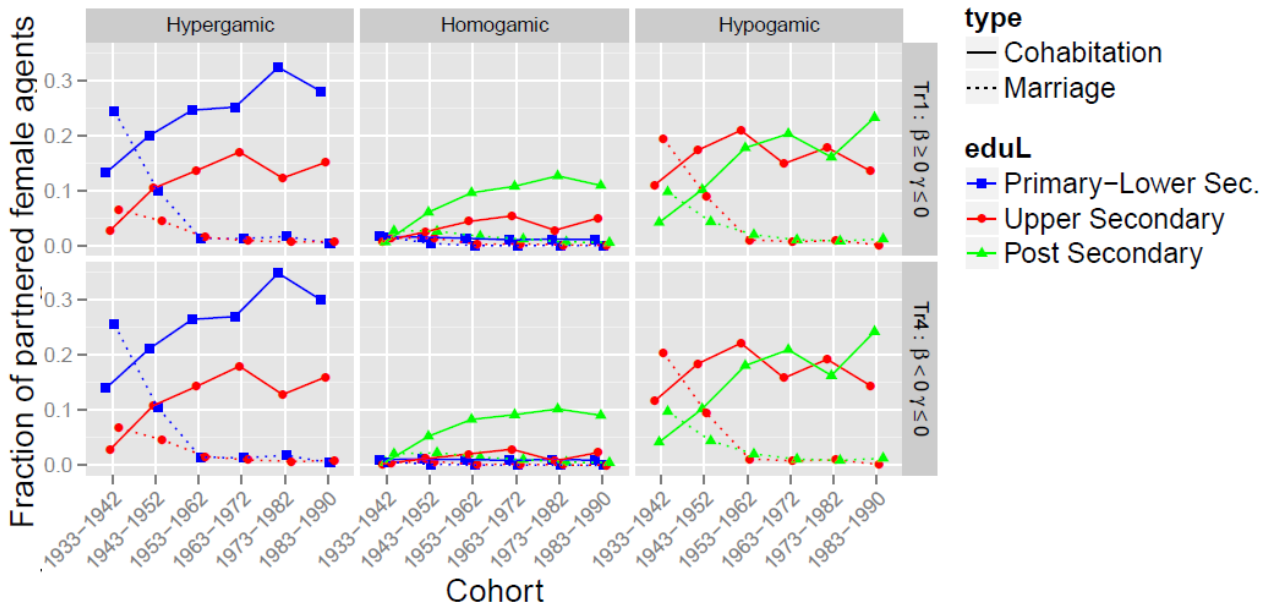 Hypergamic
Homogamic
Hypogamic
Fraction of partnered female agents
0.3
0.2
0.1
0.0
Tr1: β≥0 γ≤0
0.3
0.2
0.1
0.0
Tr4: β<0 γ≤0
1933−1942
1943−1952
1953−1962
1963−1972
1973−1982
1983−1990
1933−1942
1943−1952
1953−1962
1963−1972
1973−1982
1983−1990
1933−1942
1943−1952
1953−1962
1963−1972
1973−1982
1983−1990
Cohort
type
Cohabitation
Marriage
eduL
Primary−Lower Sec.
Upper Secondary
Post Secondary